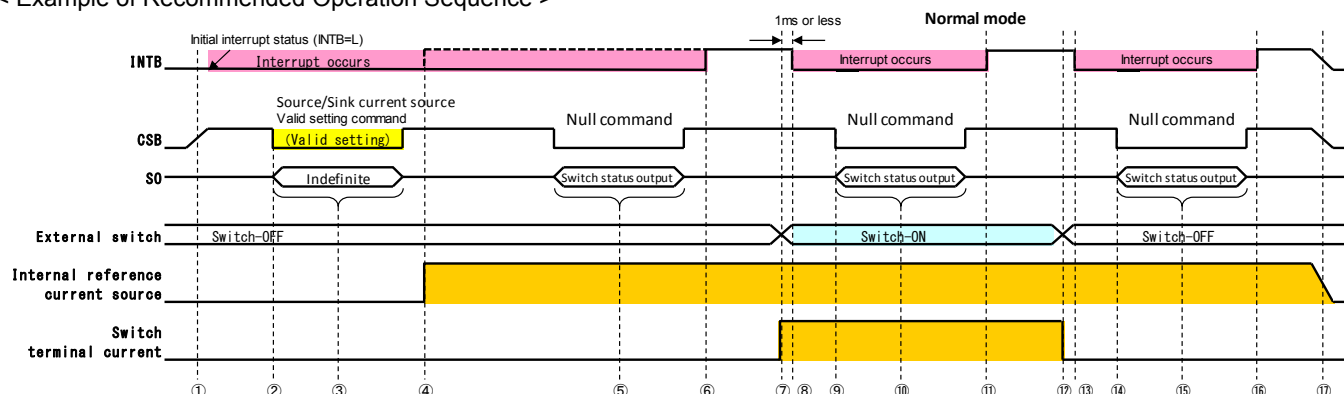 < Example of Recommended Operation Sequence >
1ms or less
Normal mode
Initial interrupt status (INTB=L)
INTB
Interrupt occurs
Interrupt occurs
Interrupt occurs
Source/Sink current source
Valid setting command
Null command
Null command
Null command
CSB
(Valid setting)
SO
Indefinite
Switch status output
Switch status output
Switch status output
External switch
Switch-OFF
Switch-ON
Switch-OFF
Internal reference
current source
Switch
terminal current
① ② ③ ④ ⑤ ⑥ ⑦ ⑧ ⑨ ⑩ ⑪ ⑫ ⑬ ⑭ ⑮ ⑯ ⑰